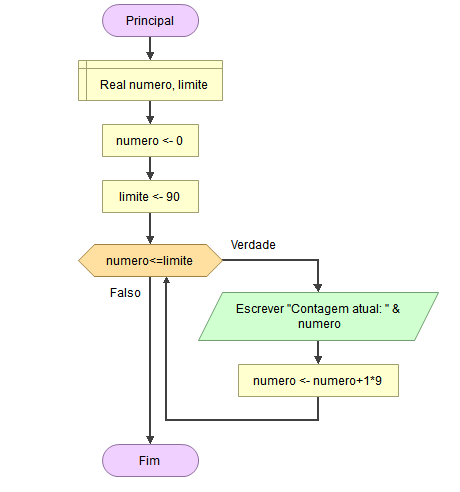 Principal
Real numero, limite
numero <- 0
limite <- 90
numero<=limite
Verdade
Falso
Escrever "Contagem atual: " &
numero
numero <- numero+1*9
Fim